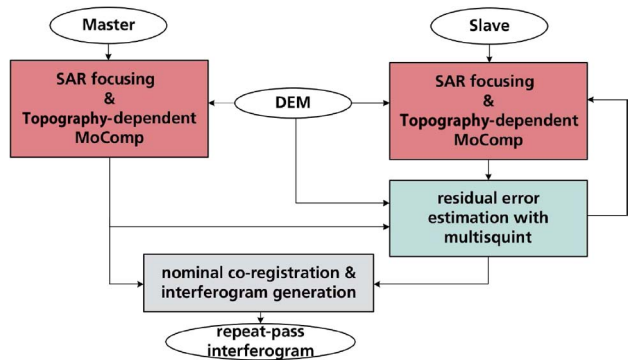 Master
Slave
SAR focusing
&
Topography-dependent
MoComp
DEM
SAR focusing
&
Topography-dependent
MoComp
residual error
estimation with
multisquint
nominal co-registration &
interferogram generation
repeat-pass
interferogram